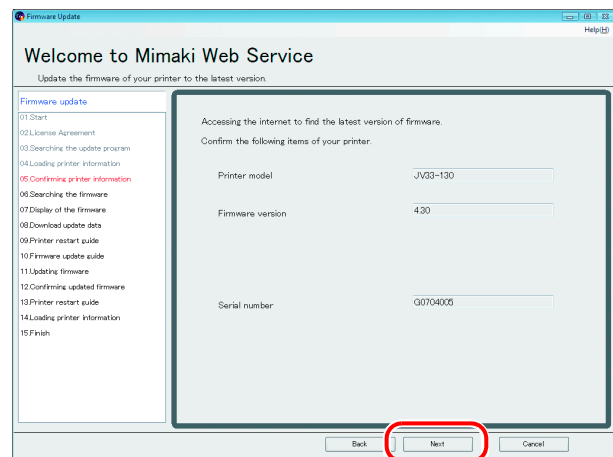 Firmware Update
Help(H)
Welcome to Mimaki Web Service
Update the firmware of your printer to the latest version.
Firmware update
01.Start
02.License Agreement
03.Searching the update program
04.Loading printer information
05.Confirming printer information
06.Searching the firmware
07.Display of the firmware
08.Download update data
09.Printer restart guide
10.Firmware update guide
11.Updating firmware
12.Confirming updated firmware
13.Printer restart guide
14.Loading printer information
15.Finish
Accessing the internet to find the latest version of firmware.
Confirm the following items of your printer.
Printer model JV33-130
Firmware version 4.30
Serial number G0704005
Back Next Cancel